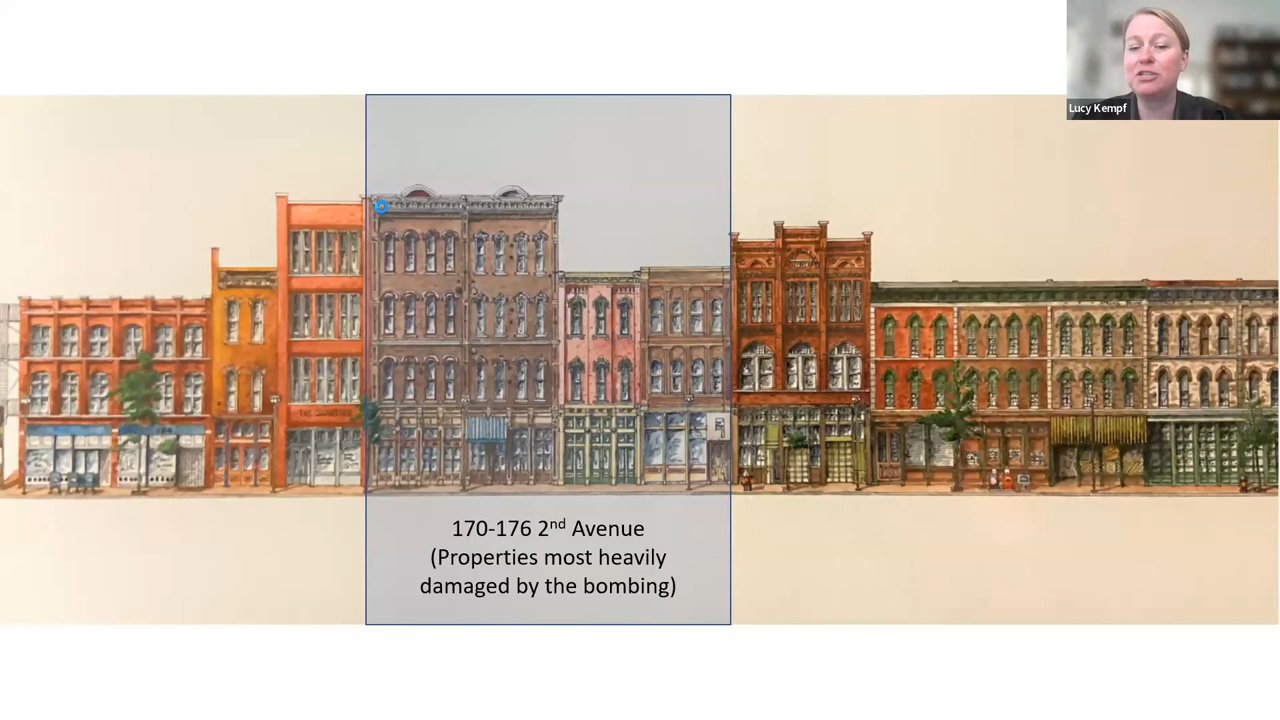 Lucy Kempf
170-176 2nd Avenue
(Properties most heavily
damaged by the bombing)